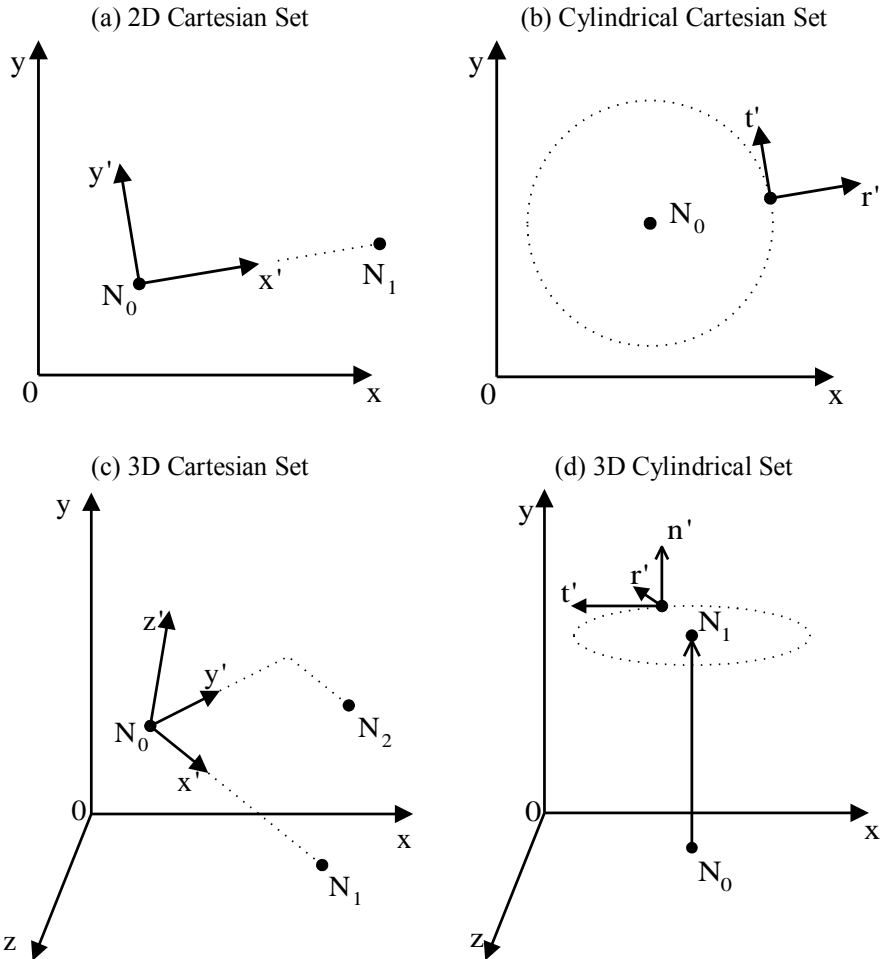 (a) 2D Cartesian Set
y
y'
N₀
x'
N₁
0
x
(b) Cylindrical Cartesian Set
y
t'
r'
N₀
0
x
(c) 3D Cartesian Set
y
z'
y'
N₀
x'
N₂
0
x
N₁
z
(d) 3D Cylindrical Set
y
n'
r'
t'
N₁
0
x
N₀
z